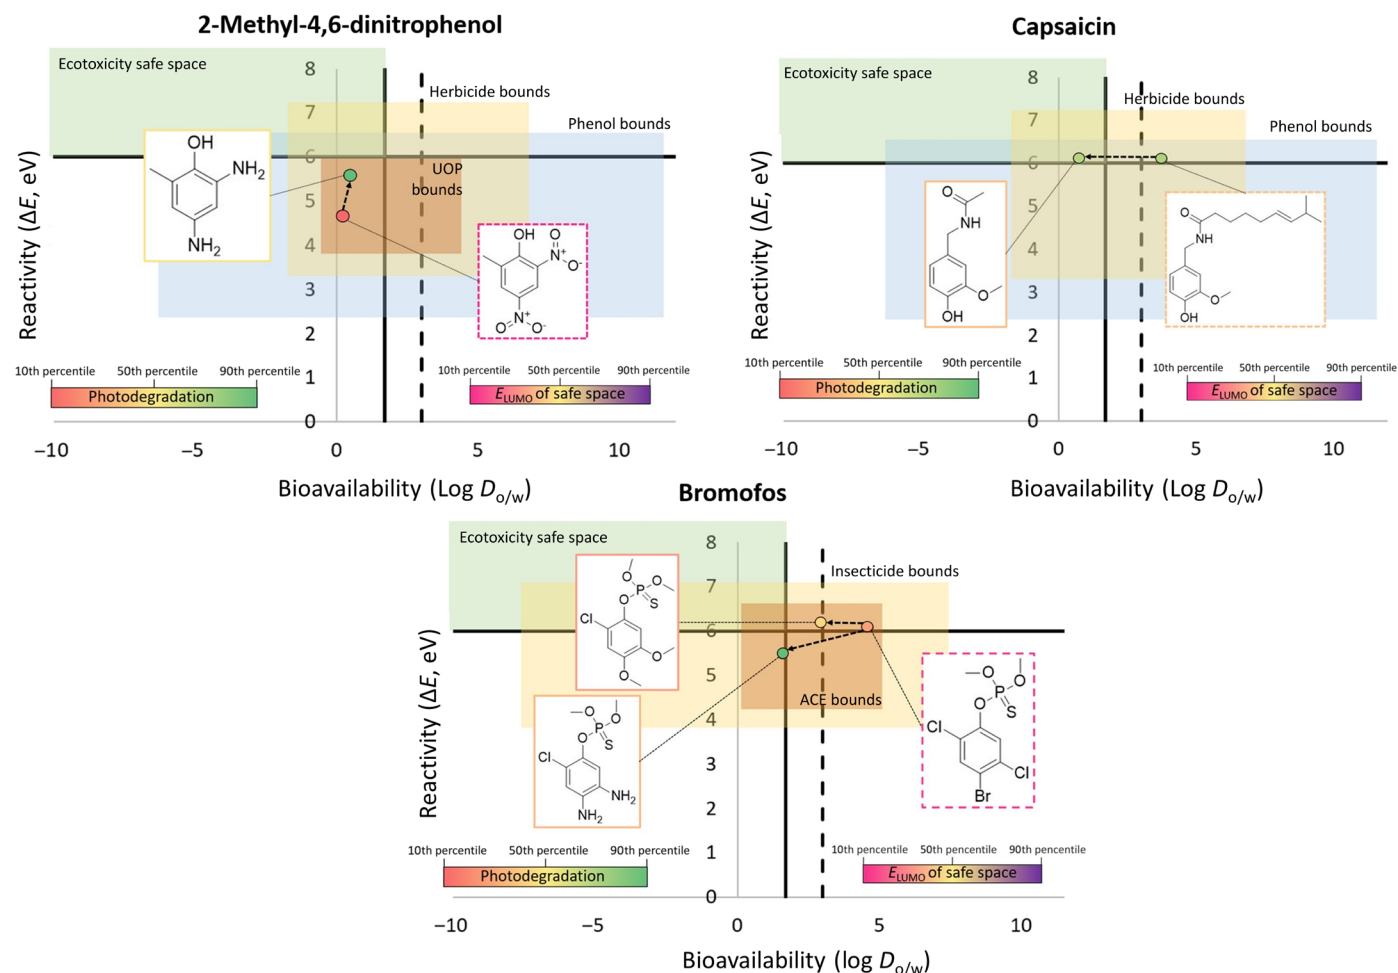 2-Methyl-4,6-dinitrophenol
Ecotoxicity safe space
8
7
6
5
4
3
2
1
0
Herbicide bounds
Phenol bounds
UOP
bounds
Reactivity (ΔE, eV)
OH
NH2
NH2
OH
O
N+
O-
N+
O
O-
10th percentile
50th percentile
90th percentile
Photodegradation
10th percentile
50th percentile
90th percentile
ELUMO of safe space
−10
−5
0
5
10
Bioavailability (Log Do/w)
Capsaicin
Ecotoxicity safe space
8
7
6
5
4
3
2
1
0
Herbicide bounds
Phenol bounds
Reactivity (ΔE, eV)
O
NH
O
OH
O
NH
O
OH
10th percentile
50th percentile
90th percentile
Photodegradation
10th percentile
50th percentile
90th percentile
ELUMO of safe space
−10
−5
0
5
10
Bioavailability (Log Do/w)
Bromofos
Ecotoxicity safe space
8
7
6
5
4
3
2
1
0
Insecticide bounds
ACE bounds
Reactivity (ΔE, eV)
O
P
O
O
S
Cl
O
O
O
P
O
O
S
Cl
NH2
NH2
O
P
O
O
S
Cl
Cl
Br
10th percentile
50th percentile
90th percentile
Photodegradation
10th percentile
50th percentile
90th percentile
ELUMO of safe space
−10
−5
0
5
10
Bioavailability (log Do/w)